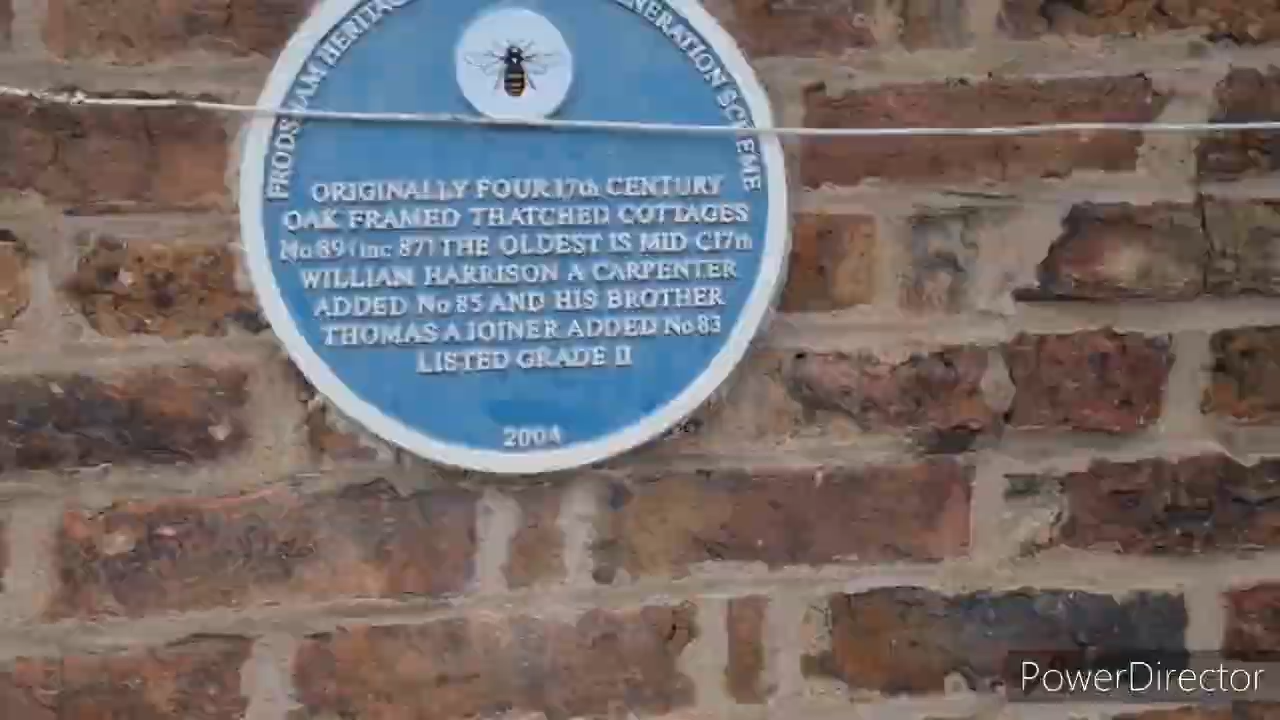 FRODSHAM HERITAG
NERATION SCHEME
ORIGINALLY FOUR 17th CENTURY
OAK FRAMED THATCHED COTTAGES
No 89 (inc 87) THE OLDEST IS MID C17th
WILLIAM HARRISON A CARPENTER
ADDED No 85 AND HIS BROTHER
THOMAS A JOINER ADDED No 83
LISTED GRADE II
2004
PowerDirector